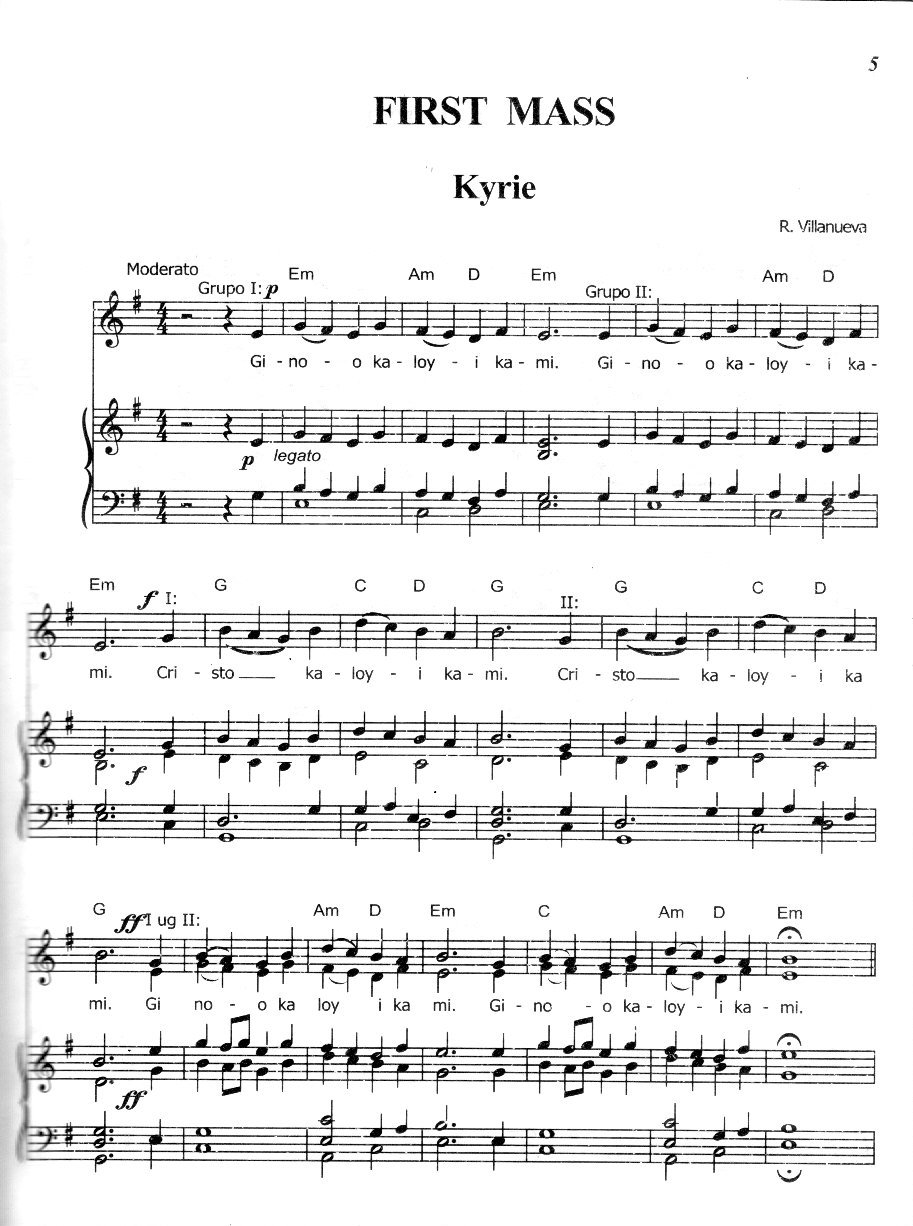 5
FIRST MASS
Kyrie
R. Villanueva
Moderato
Em Am D Em Am D
Grupo I: p Grupo II:
Gi - no - o ka - loy - i ka - mi. Gi - no - o ka - loy - i ka -
p legato
Em G C D G G C D
f I: II:
mi. Cri - sto ka - loy - i ka - mi. Cri - sto ka - loy - i ka
f
G Am D Em C Am D Em
ff I ug II:
mi. Gi no - o ka loy i ka mi. Gi - no - o ka - loy - i ka - mi.
ff